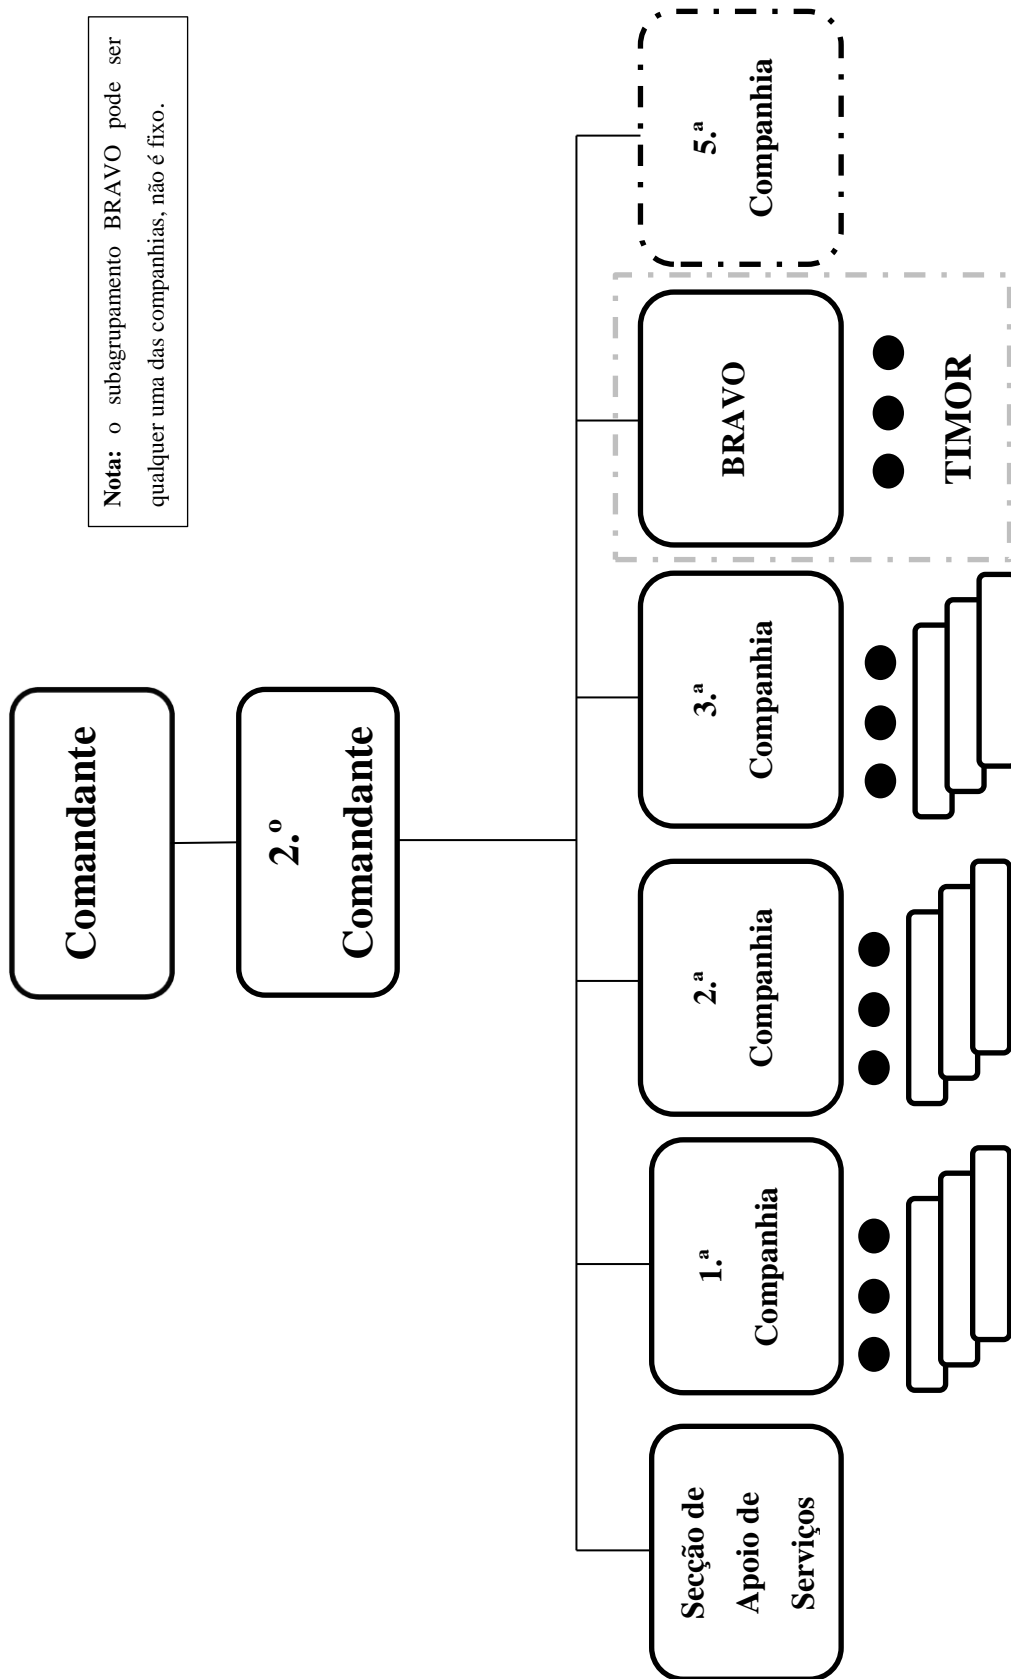 Nota: o subagrupamento BRAVO pode ser
qualquer uma das companhias, não é fixo.
Comandante
2.º
Comandante
Secção de
Apoio de
Serviços
1.ª
Companhia
2.ª
Companhia
3.ª
Companhia
BRAVO
TIMOR
5.ª
Companhia